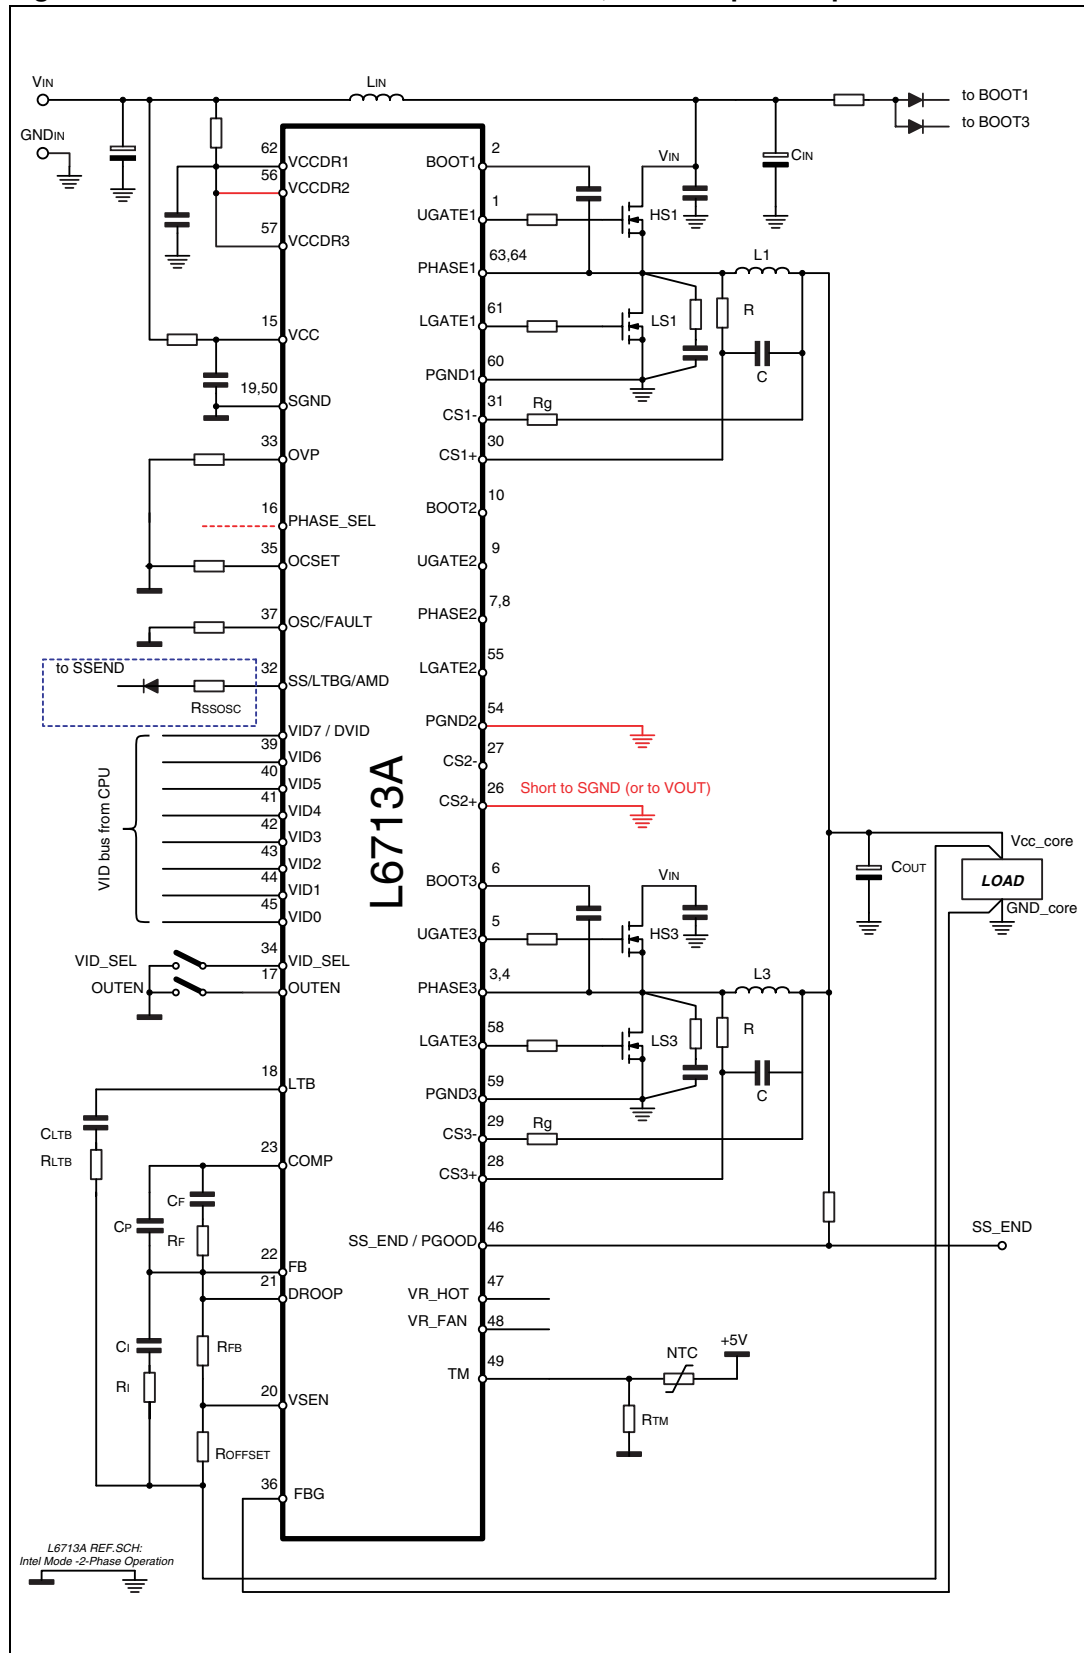 VIN
LIN
to BOOT1
to BOOT3
GNDIN
CIN
62
VCCDR1
56
VCCDR2
57
VCCDR3
15
VCC
19,50
SGND
33
OVP
16
PHASE_SEL
35
OCSET
37
OSC/FAULT
to SSEND
32
SS/LTBG/AMD
RSSOSC
VID bus from CPU
VID7 / DVID
39
VID6
40
VID5
41
VID4
42
VID3
43
VID2
44
VID1
45
VID0
34
VID_SEL
VID_SEL
17
OUTEN
OUTEN
18
LTB
CLTB
RLTB
23
COMP
CF
CP
RF
22
FB
21
DROOP
CI
RFB
RI
20
VSEN
ROFFSET
36
FBG
L6713A
2
BOOT1
VIN
1
UGATE1
HS1
63,64
PHASE1
L1
61
LGATE1
LS1
R
60
PGND1
C
31
CS1-
Rg
30
CS1+
10
BOOT2
9
UGATE2
7,8
PHASE2
55
LGATE2
54
PGND2
27
CS2-
26
CS2+
Short to SGND (or to VOUT)
Vcc_core
COUT
LOAD
GND_core
6
BOOT3
VIN
5
UGATE3
HS3
3,4
PHASE3
L3
58
LGATE3
LS3
R
59
PGND3
C
29
CS3-
Rg
28
CS3+
46
SS_END / PGOOD
SS_END
47
VR_HOT
48
VR_FAN
49
TM
NTC
+5V
RTM
L6713A REF.SCH:
Intel Mode -2-Phase Operation